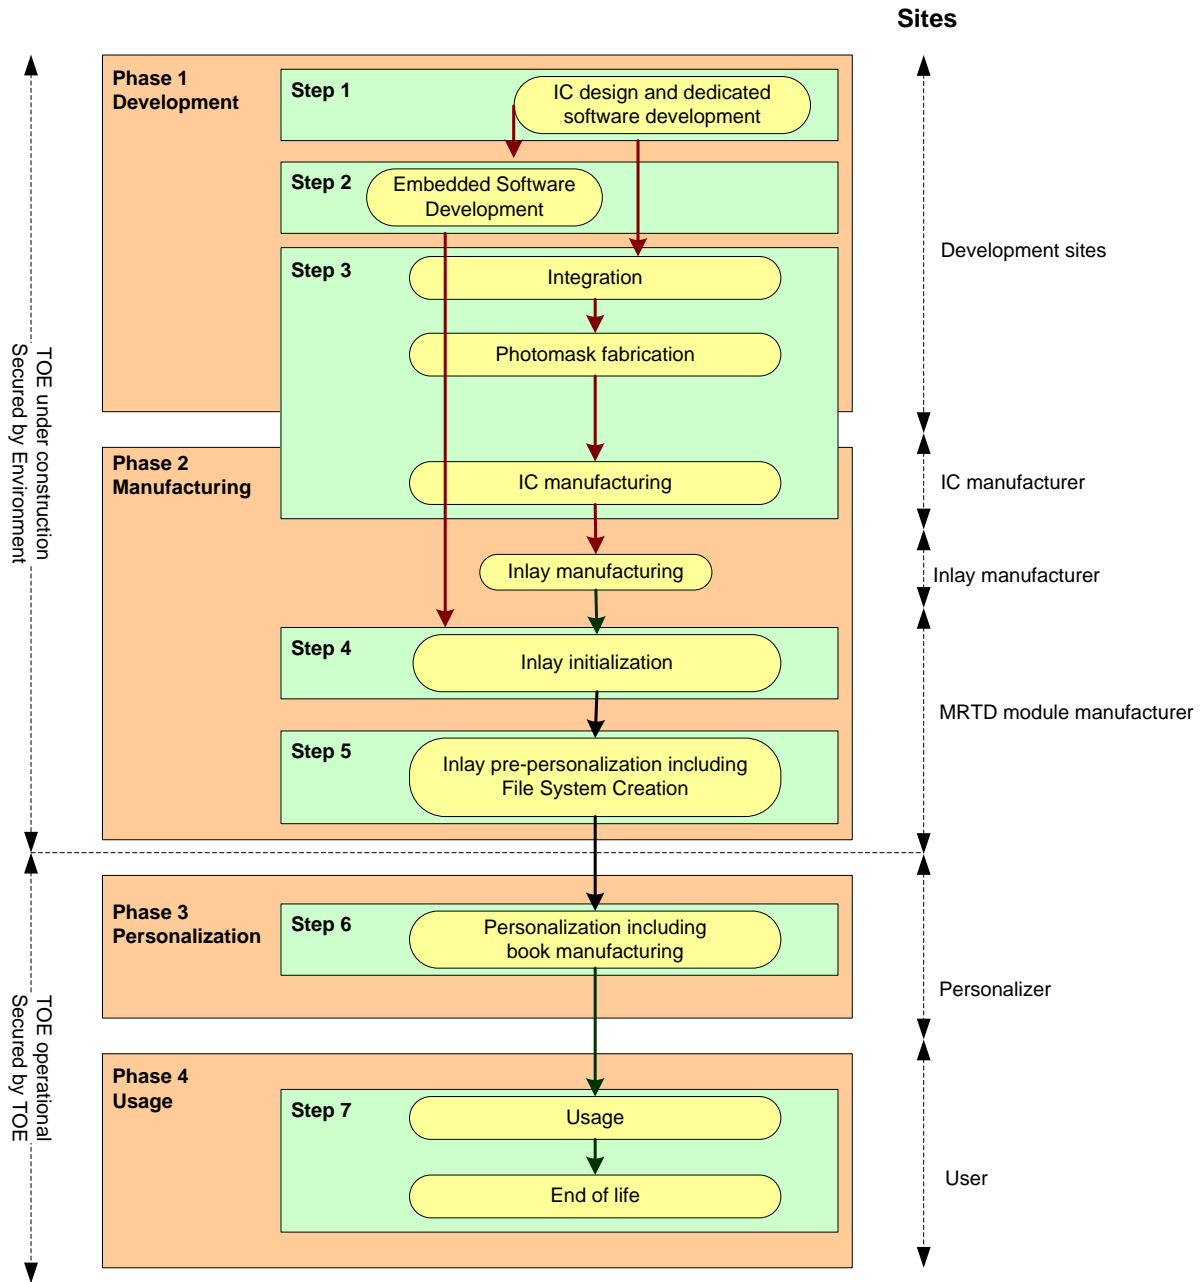 Sites
Phase 1
Development
Step 1
IC design and dedicated
software development
Step 2
Embedded Software
Development
Step 3
Integration
Photomask fabrication
Development sites
TOE under construction
Secured by Environment
Phase 2
Manufacturing
IC manufacturing
IC manufacturer
Inlay manufacturing
Inlay manufacturer
Step 4
Inlay initialization
MRTD module manufacturer
Step 5
Inlay pre-personalization including
File System Creation
Phase 3
Personalization
Step 6
Personalization including
book manufacturing
Personalizer
TOE operational
Secured by TOE
Phase 4
Usage
Step 7
Usage
End of life
User